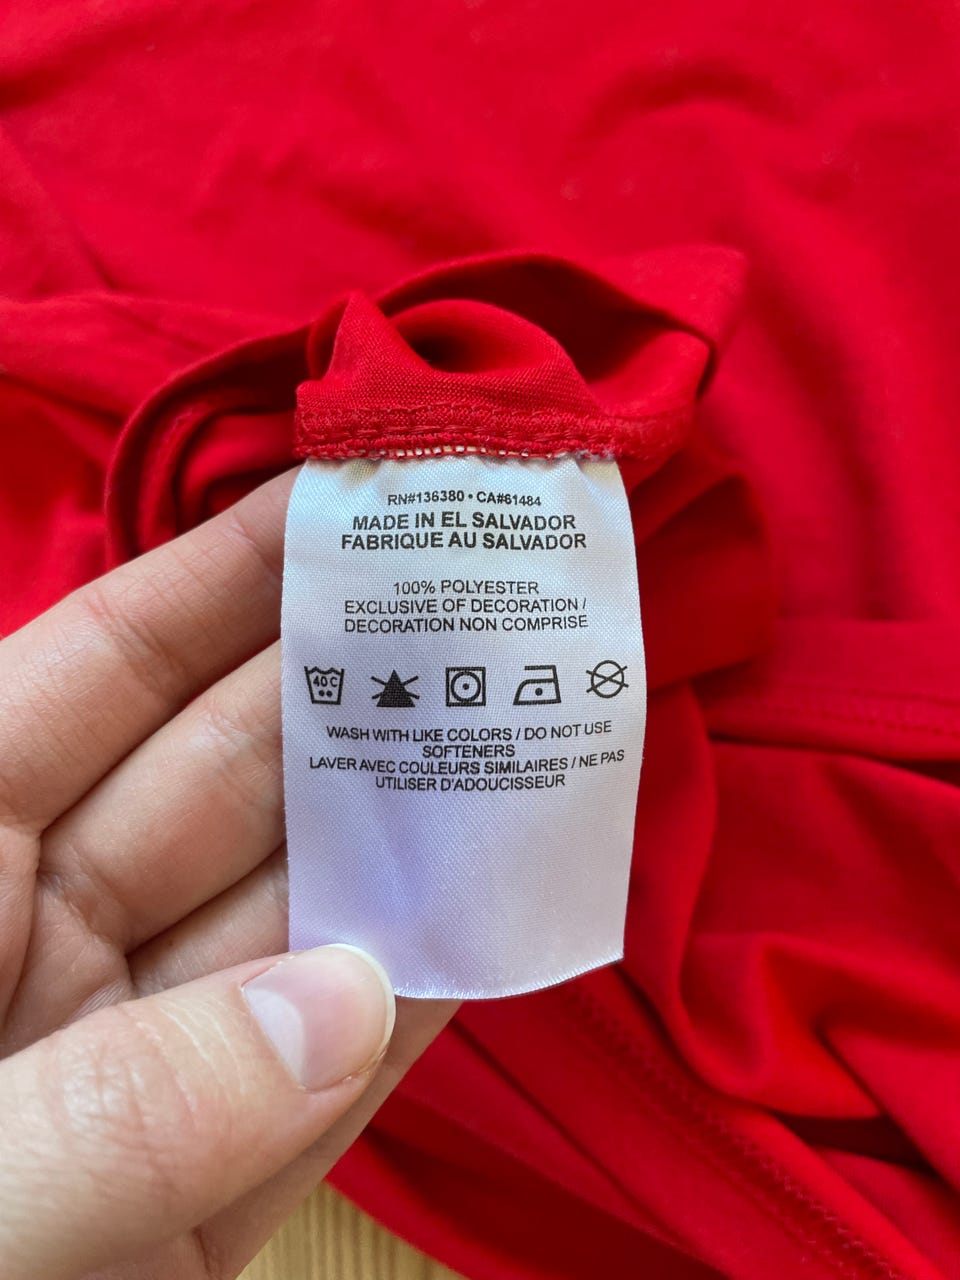 RN#136380 • CA#61484
MADE IN EL SALVADOR
FABRIQUE AU SALVADOR
100% POLYESTER
EXCLUSIVE OF DECORATION /
DECORATION NON COMPRISE
40C
WASH WITH LIKE COLORS / DO NOT USE
SOFTENERS
LAVER AVEC COULEURS SIMILAIRES / NE PAS
UTILISER D'ADOUCISSEUR